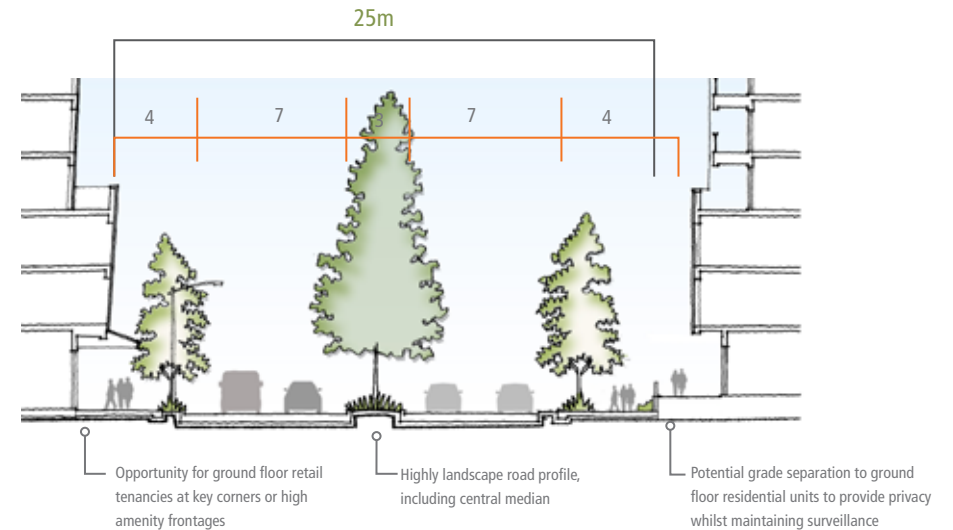 25m
4
7
3
7
4
Opportunity for ground floor retail
tenancies at key corners or high
amenity frontages
Highly landscape road profile,
including central median
Potential grade separation to ground
floor residential units to provide privacy
whilst maintaining surveillance